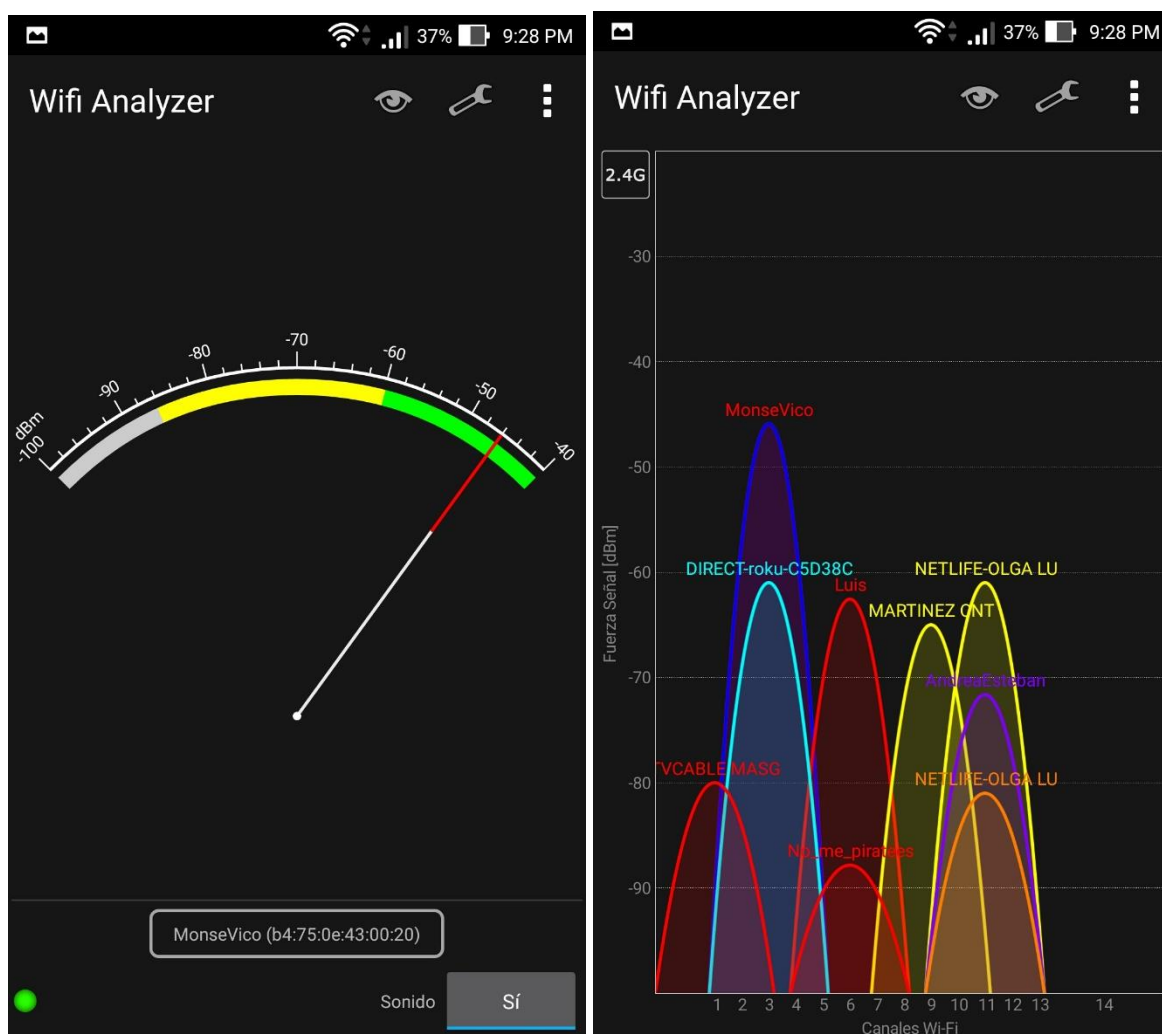 37% 9:28 PM
Wifi Analyzer
dBm
-100
-90
-80
-70
-60
-50
-40
MonseVico (b4:75:0e:43:00:20)
Sonido Sí
37% 9:28 PM
Wifi Analyzer
2.4G
-30
-40
-50
-60
-70
-80
-90
Fuerza Señal [dBm]
MonseVico
DIRECT-roku-C5D38C
Luis
NETLIFE-OLGA LU
MARTINEZ CNT
AndreaEsteban
TVCABLE MASG
NETLIFE-OLGA LU
No_me_piratees
1 2 3 4 5 6 7 8 9 10 11 12 13 14
Canales Wi-Fi